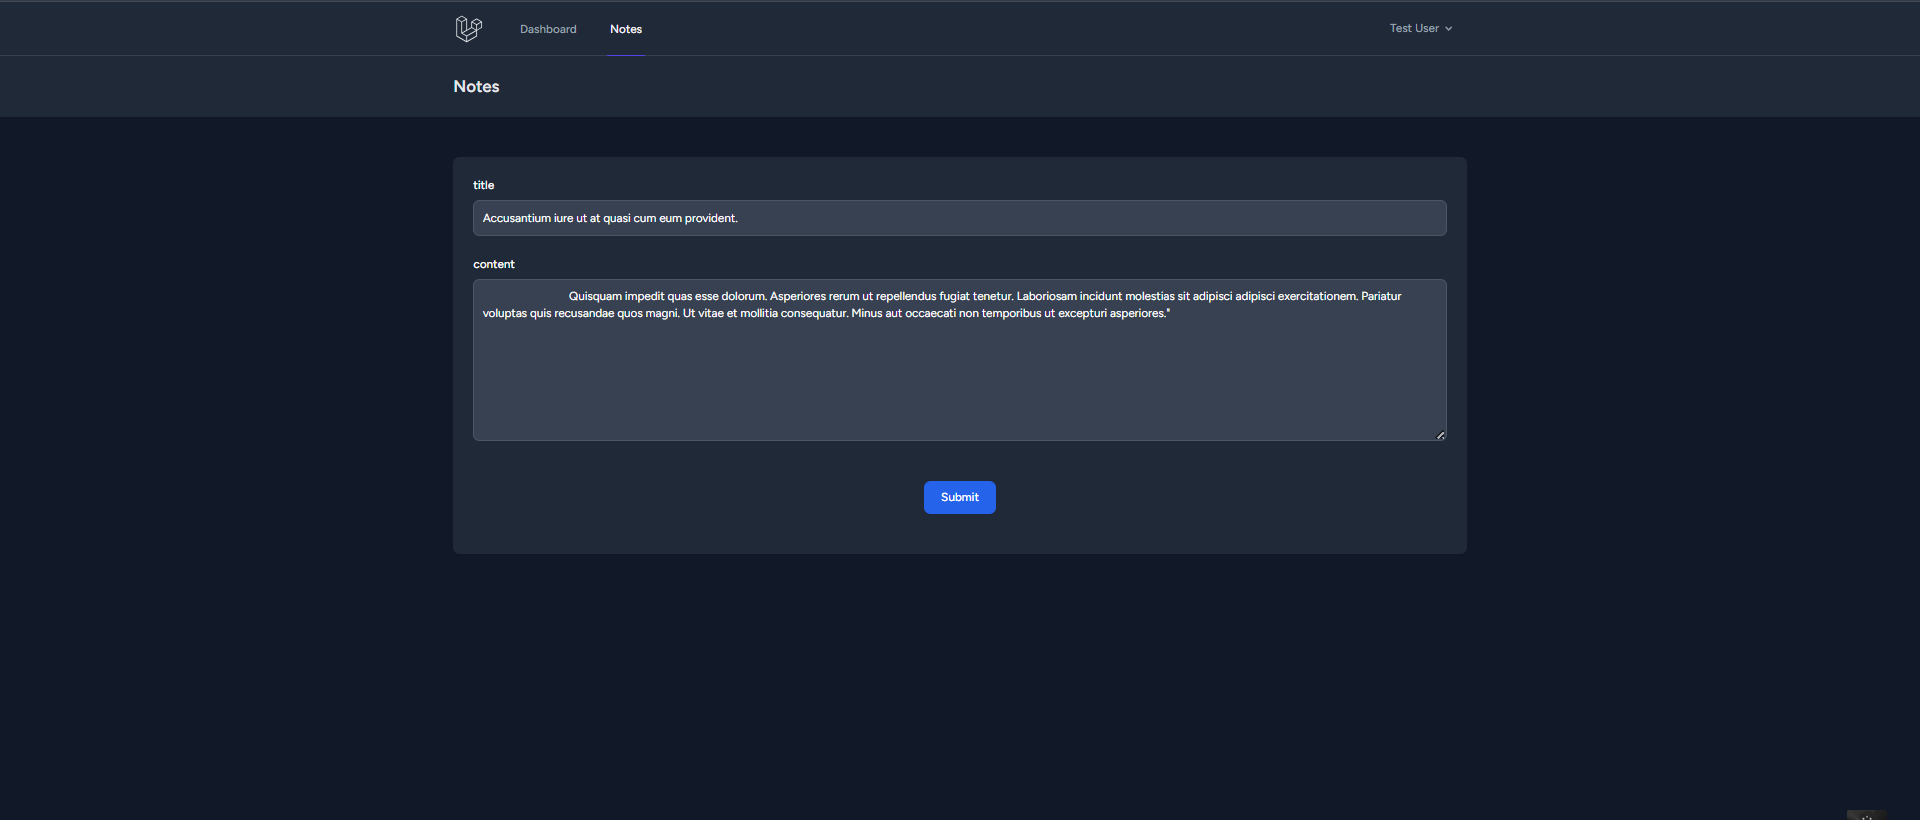 Dashboard
Notes
Test User
Notes
title
Accusantium iure ut at quasi cum eum provident.
content
Quisquam impedit quas esse dolorum. Asperiores rerum ut repellendus fugiat tenetur. Laboriosam incidunt molestias sit adipisci adipisci exercitationem. Pariatur
voluptas quis recusandae quos magni. Ut vitae et mollitia consequatur. Minus aut occaecati non temporibus ut excepturi asperiores."
Submit